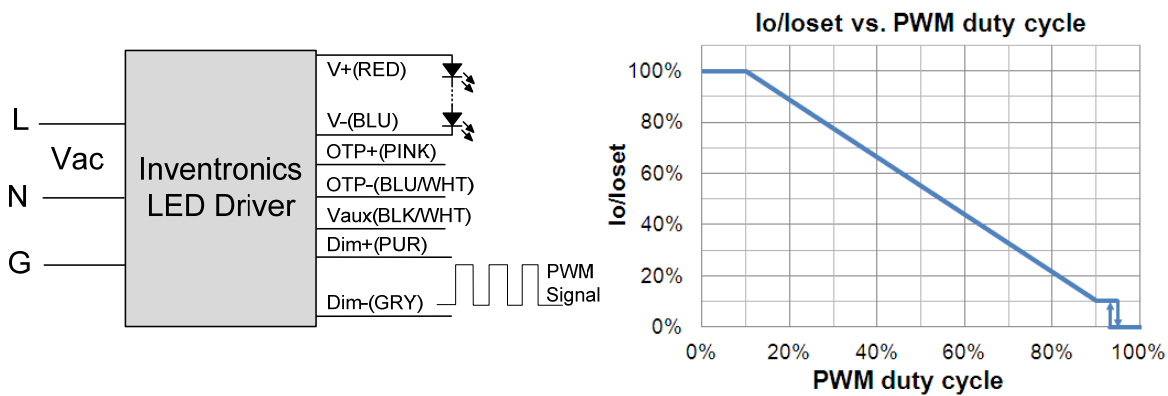 L
Vac
N
G
Inventronics
LED Driver
V+(RED)
V-(BLU)
OTP+(PINK)
OTP-(BLU/WHT)
Vaux(BLK/WHT)
Dim+(PUR)
Dim-(GRY)
PWM
Signal
Io/Ioset vs. PWM duty cycle
Io/Ioset
100%
80%
60%
40%
20%
0%
0% 20% 40% 60% 80% 100%
PWM duty cycle